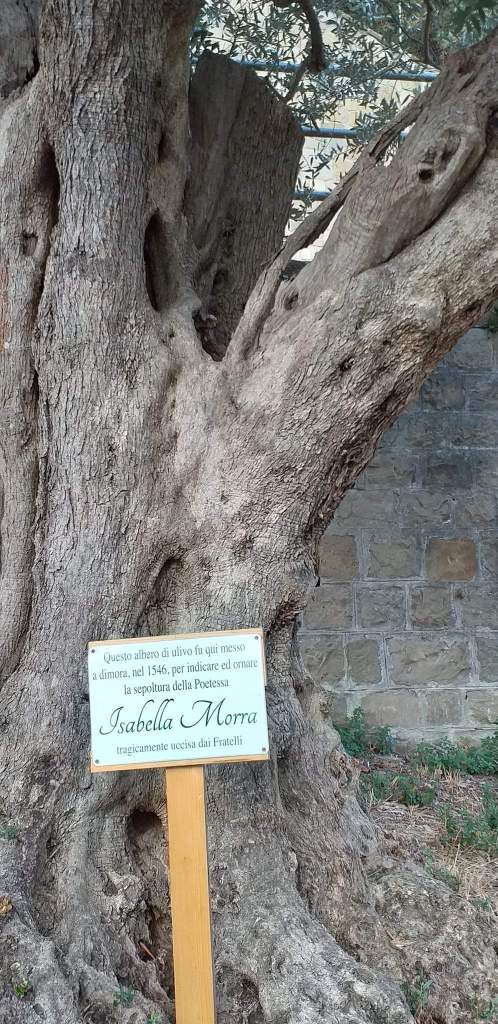 Questo albero di ulivo fu qui messo
a dimora, nel 1546, per indicare ed ornare
la sepoltura della Poetessa
Isabella Morra
tragicamente uccisa dai Fratelli